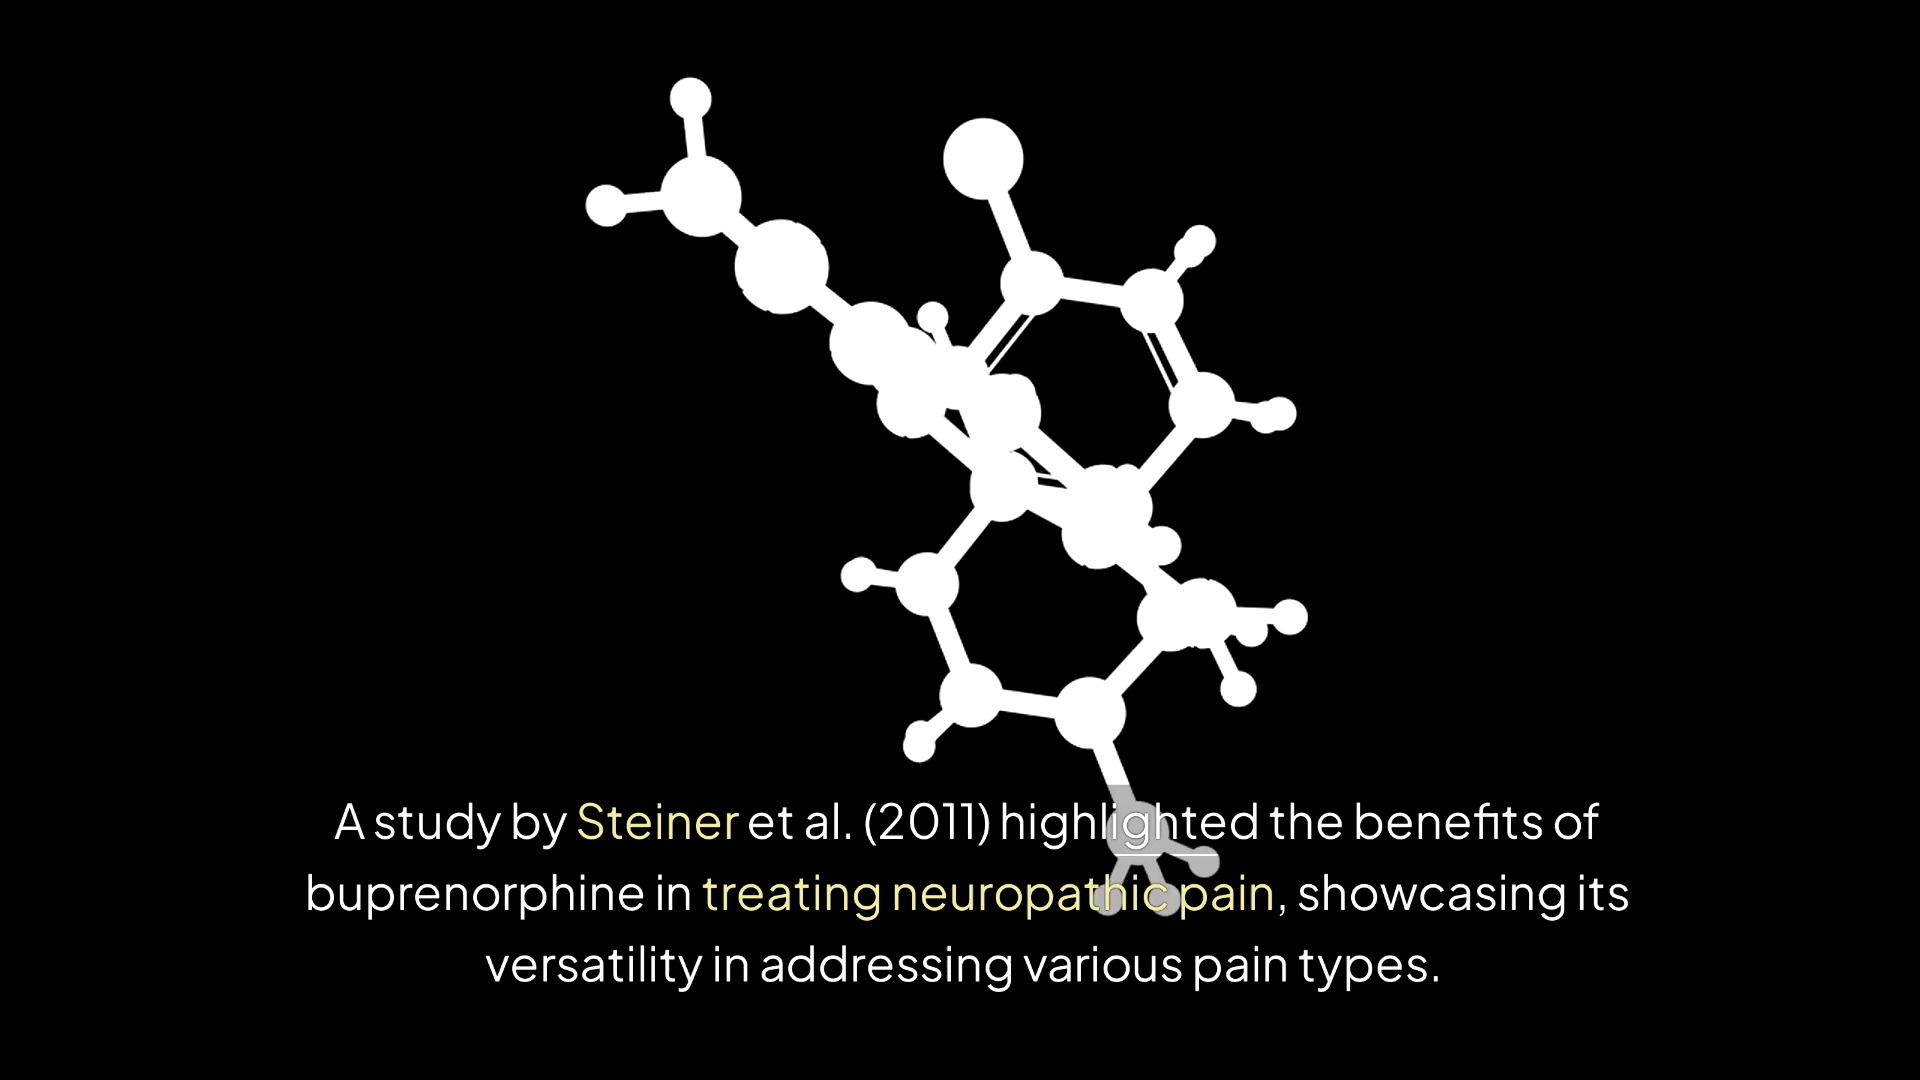 A study by Steiner et al. (2011) highlighted the benefits of
buprenorphine in treating neuropathic pain, showcasing its
versatility in addressing various pain types.